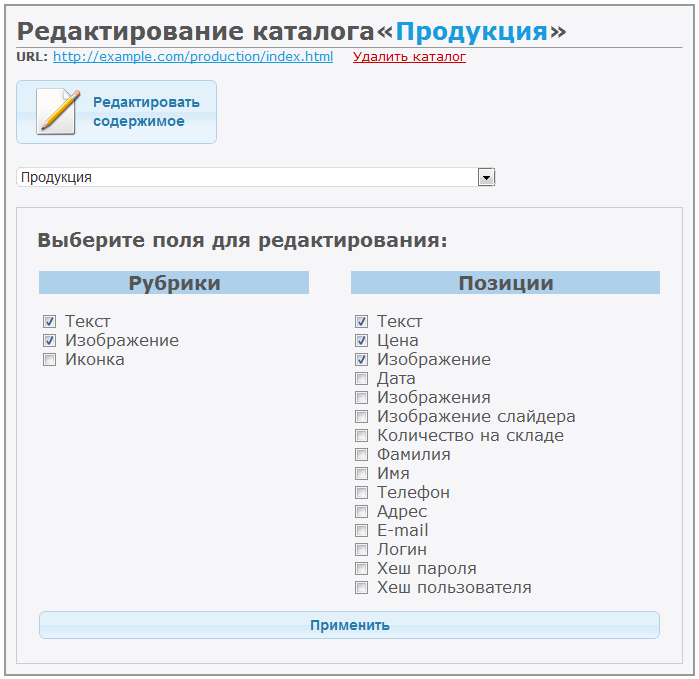 Редактирование каталога«Продукция»
URL: http://example.com/production/index.html Удалить каталог
Редактировать
содержимое
Продукция
Выберите поля для редактирования:
Рубрики
Текст
Изображение
Иконка
Позиции
Текст
Цена
Изображение
Дата
Изображения
Изображение слайдера
Количество на складе
Фамилия
Имя
Телефон
Адрес
E-mail
Логин
Хеш пароля
Хеш пользователя
Применить